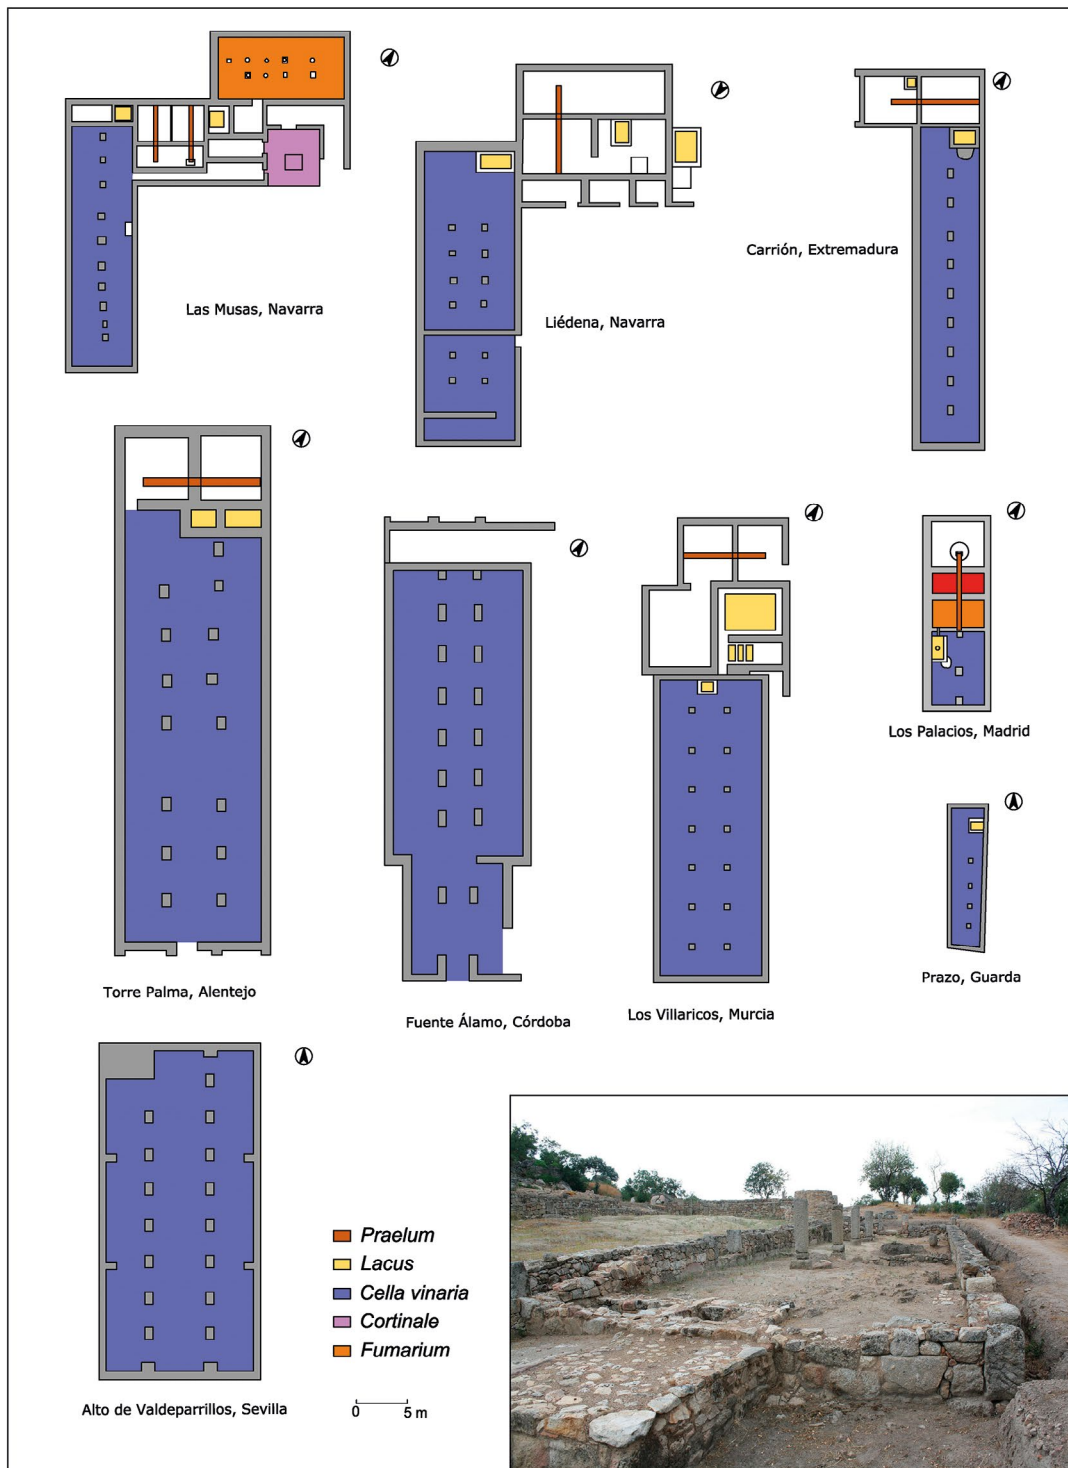 Las Musas, Navarra
Liédena, Navarra
Carrión, Extremadura
Torre Palma, Alentejo
Fuente Álamo, Córdoba
Los Villaricos, Murcia
Los Palacios, Madrid
Prazo, Guarda
Alto de Valdeparrillos, Sevilla
Praelum
Lacus
Cella vinaria
Cortinale
Fumarium
0 5 m